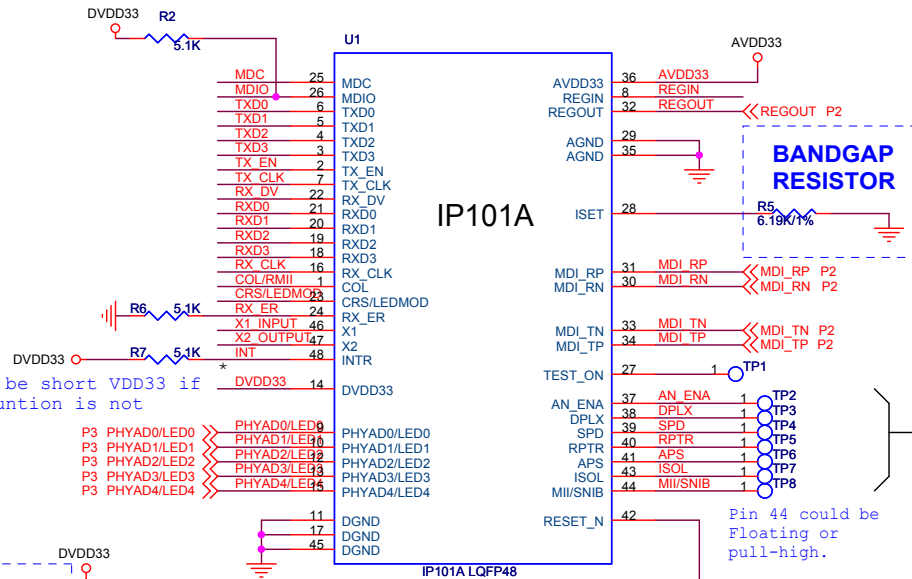 DVDD33 R2
5.1K
U1
AVDD33
MDC 25 MDC
MDIO 26 MDIO
TXD0 6 TXD0
TXD1 5 TXD1
TXD2 4 TXD2
TXD3 3 TXD3
TX_EN 2 TX_EN
TX_CLK 7 TX_CLK
RX_DV 22 RX_DV
RXD0 21 RXD0
RXD1 20 RXD1
RXD2 19 RXD2
RXD3 18 RXD3
RX_CLK 16 RX_CLK
COL/RMII 1 COL
CRS/LEDMOD 23 CRS/LEDMOD
R6 5.1K RX_ER 24 RX_ER
X1_INPUT 46 X1
X2_OUTPUT 47 X2
DVDD33 R7 5.1K INT 48 INTR
*
be short VDD33 if
untion is not
DVDD33 14 DVDD33
P3 PHYAD0/LED0 PHYAD0/LED0 9 PHYAD0/LED0
P3 PHYAD1/LED1 PHYAD1/LED1 10 PHYAD1/LED1
P3 PHYAD2/LED2 PHYAD2/LED2 12 PHYAD2/LED2
P3 PHYAD3/LED3 PHYAD3/LED3 13 PHYAD3/LED3
P3 PHYAD4/LED4 PHYAD4/LED4 15 PHYAD4/LED4
11 DGND
17 DGND
45 DGND
DVDD33
IP101A
IP101A LQFP48
AVDD33 36 AVDD33
REGIN 8 REGIN
REGOUT 32 REGOUT REGOUT P2
AGND 29
AGND 35
BANDGAP
RESISTOR
ISET 28 R5
6.19K/1%
MDI_RP 31 MDI_RP MDI_RP P2
MDI_RN 30 MDI_RN MDI_RN P2
MDI_TN 33 MDI_TN MDI_TN P2
MDI_TP 34 MDI_TP MDI_TP P2
TEST_ON 27 1 TP1
AN_ENA 37 AN_ENA 1 TP2
DPLX 38 DPLX 1 TP3
SPD 39 SPD 1 TP4
RPTR 40 RPTR 1 TP5
APS 41 APS 1 TP6
ISOL 43 ISOL 1 TP7
MII/SNIB 44 MII/SNIB 1 TP8
RESET_N 42
Pin 44 could be
Floating or
pull-high.